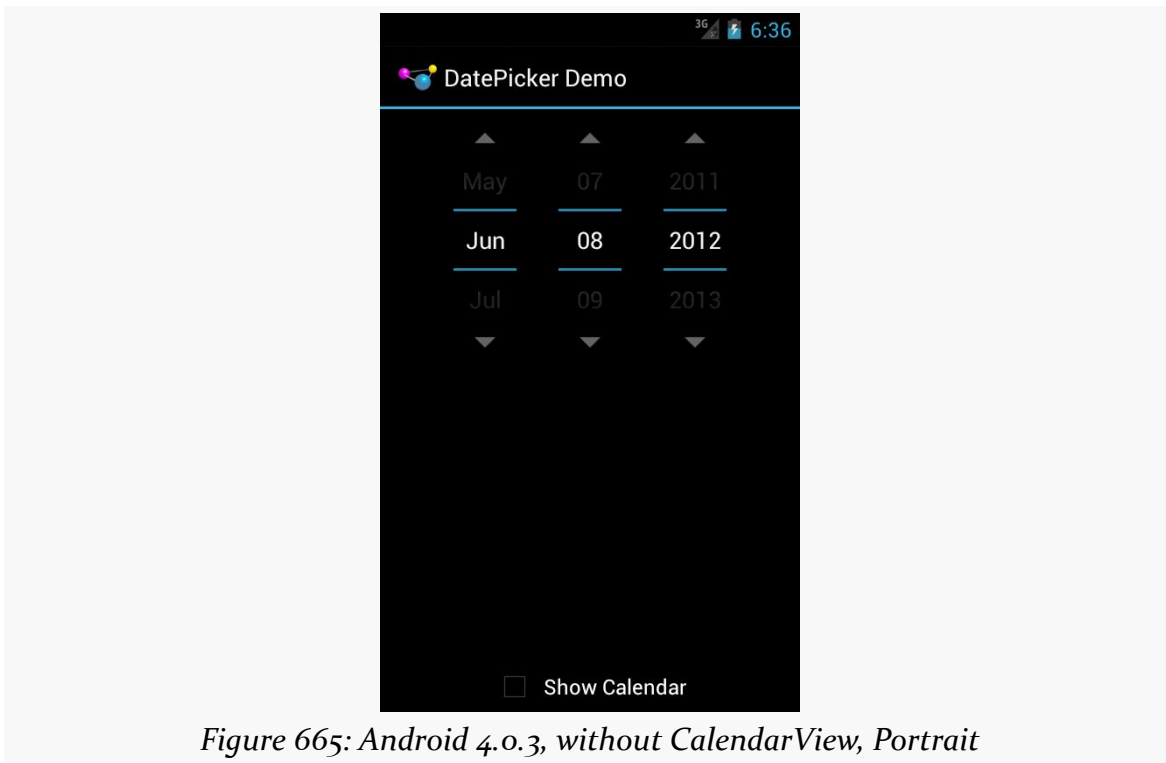 3G 6:36
DatePicker Demo
May 07 2011
Jun 08 2012
Jul 09 2013
Show Calendar
Figure 665: Android 4.0.3, without CalendarView, Portrait